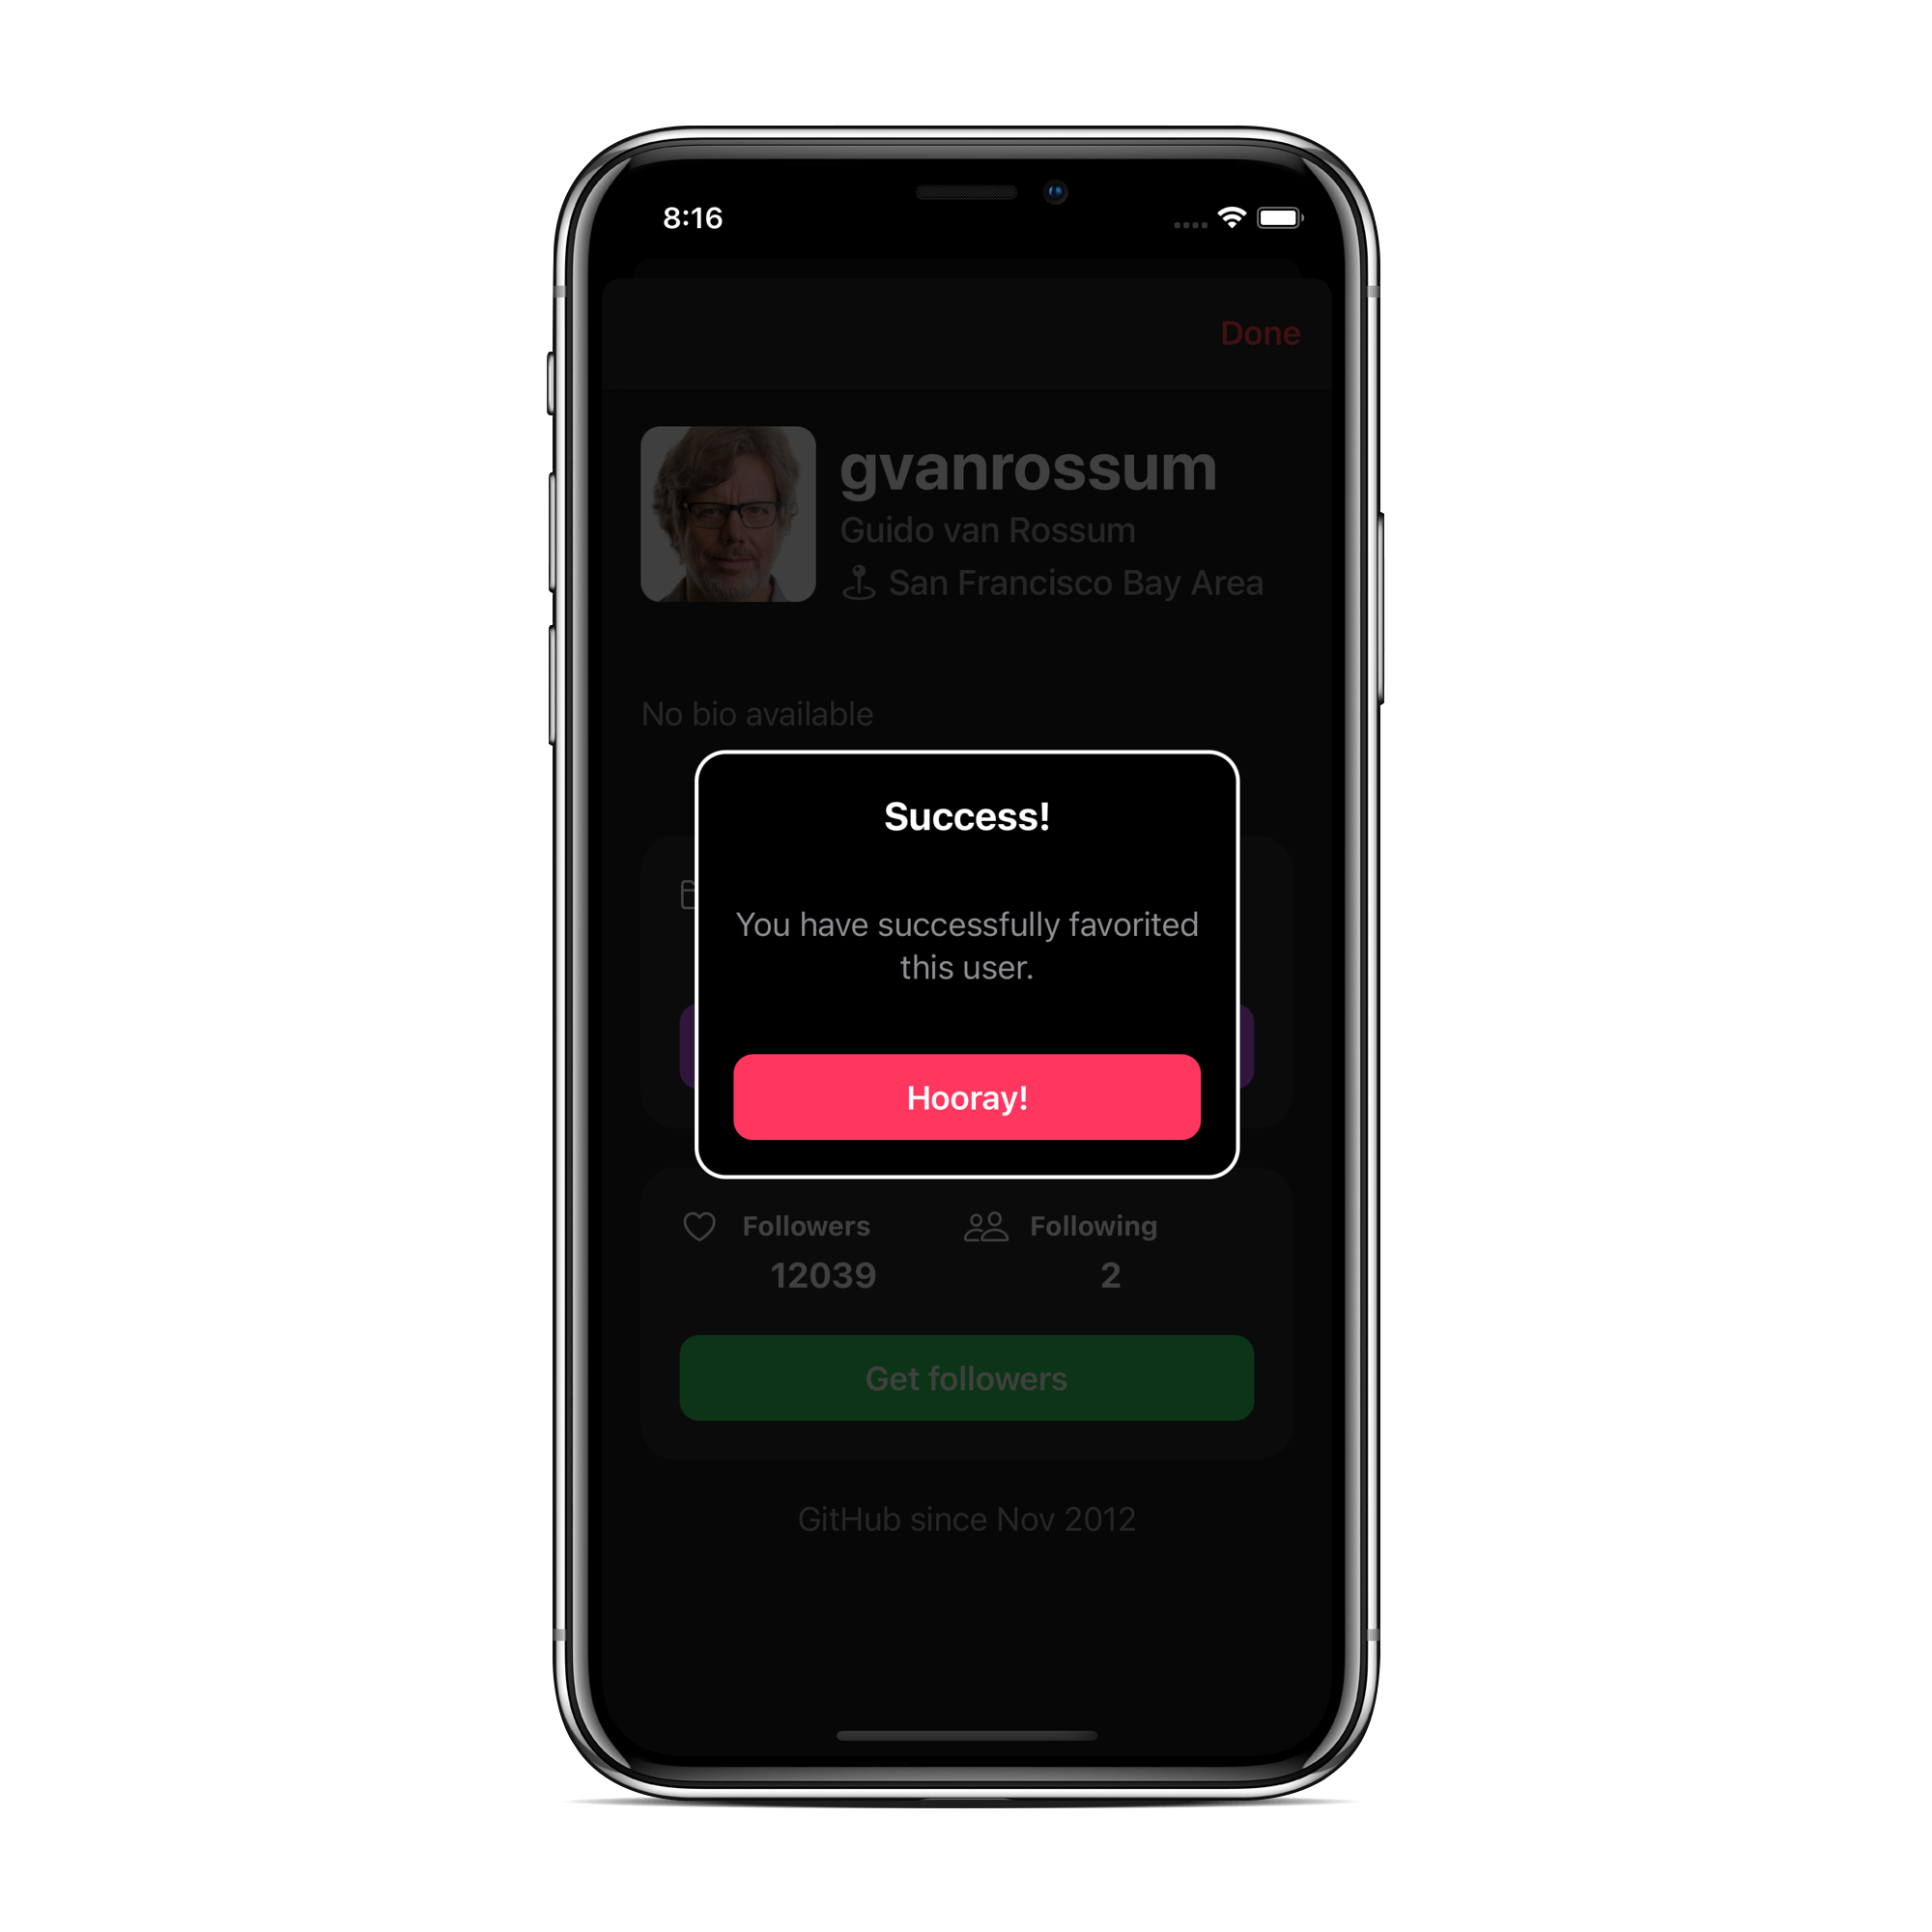 8:16
Done
gvanrossum
Guido van Rossum
San Francisco Bay Area
No bio available
Success!
You have successfully favorited
this user.
Hooray!
Followers
Following
12039
2
Get followers
GitHub since Nov 2012